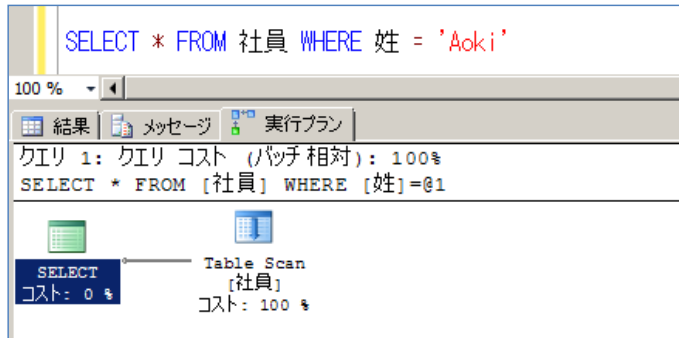 SELECT * FROM 社員 WHERE 姓 = 'Aoki'
100 %
結果 メッセージ 実行プラン
クエリ 1: クエリ コスト (バッチ相対): 100%
SELECT * FROM [社員] WHERE [姓]=@1
SELECT
コスト: 0 %
Table Scan
[社員]
コスト: 100 %